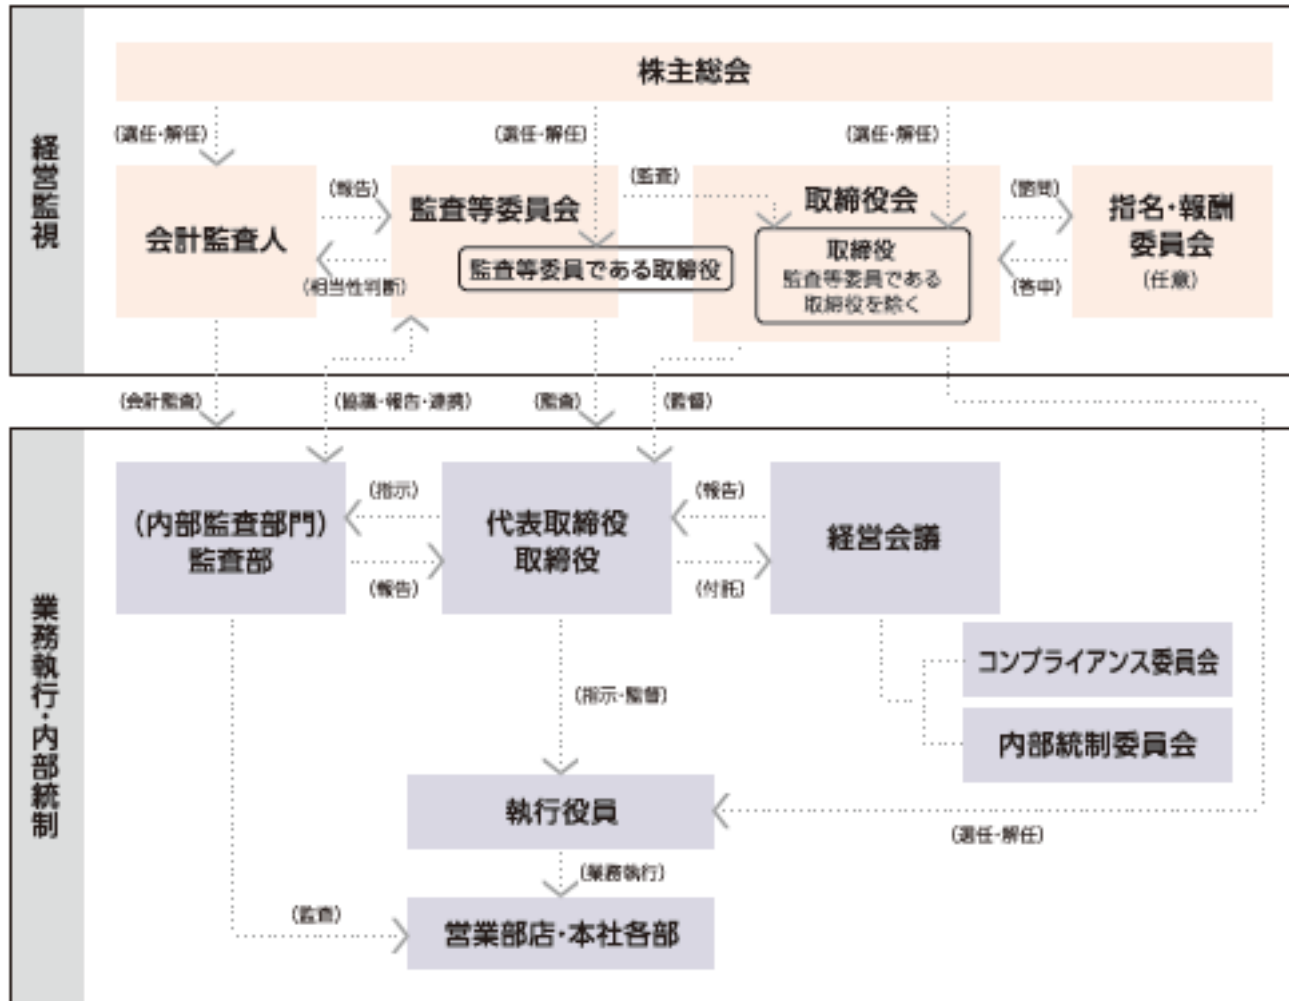 経営監視
株主総会
(選任・解任)
(選任・解任)
(選任・解任)
会計監査人
(報告)
(相当性判断)
監査等委員会
監査等委員である取締役
(監査)
取締役会
取締役
監査等委員である
取締役を除く
(諮問)
(答申)
指名・報酬
委員会
(任意)
(会計監査)
(協議・報告・連携)
(監査)
(監督)
業務執行・内部統制
(内部監査部門)
監査部
(指示)
(報告)
代表取締役
取締役
(報告)
(付託)
経営会議
コンプライアンス委員会
内部統制委員会
(指示・監督)
執行役員
(選任・解任)
(業務執行)
(監査)
営業部店・本社各部